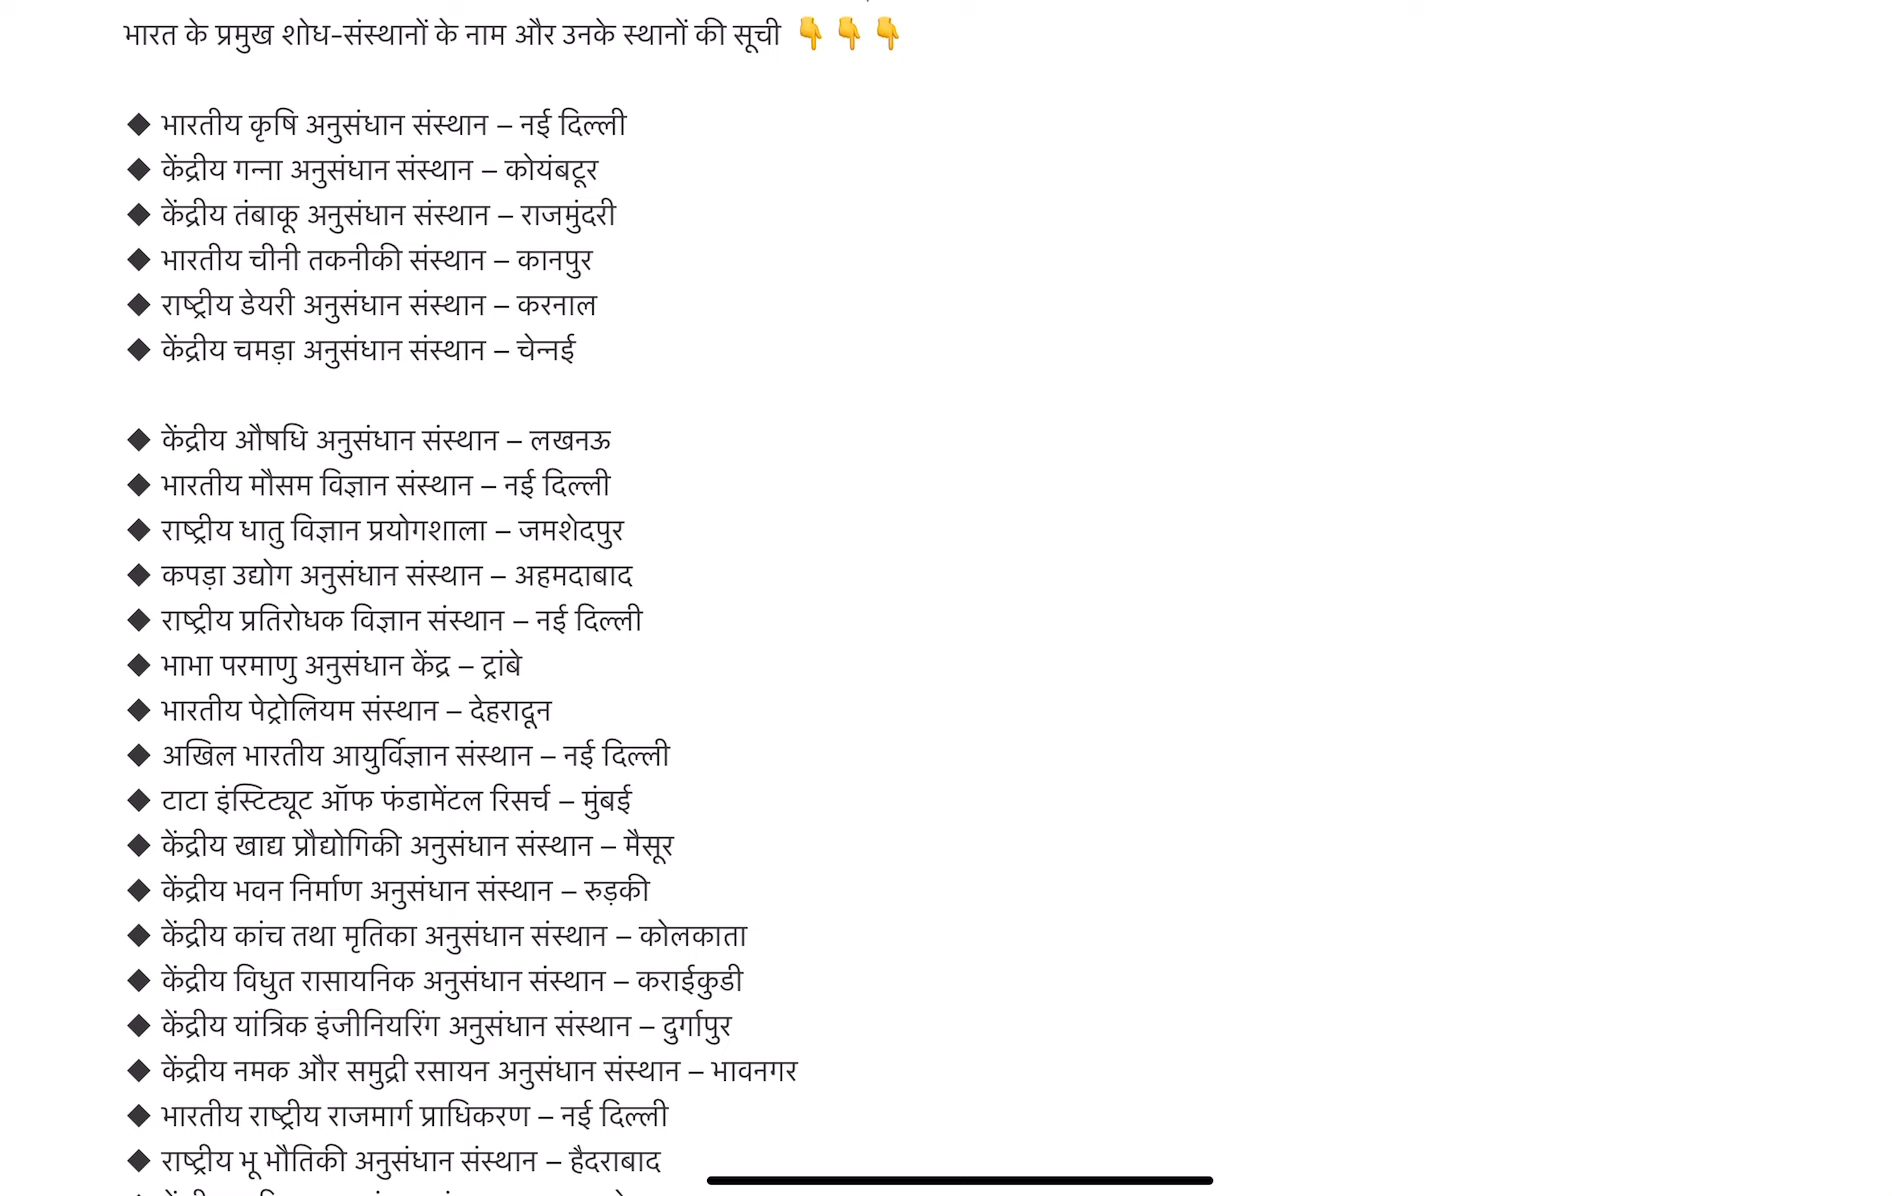 भारत के प्रमुख शोध-संस्थानों के नाम और उनके स्थानों की सूची 👇👇👇
◆ भारतीय कृषि अनुसंधान संस्थान – नई दिल्ली
◆ केंद्रीय गन्ना अनुसंधान संस्थान – कोयंबटूर
◆ केंद्रीय तंबाकू अनुसंधान संस्थान – राजमुंदरी
◆ भारतीय चीनी तकनीकी संस्थान – कानपुर
◆ राष्ट्रीय डेयरी अनुसंधान संस्थान – करनाल
◆ केंद्रीय चमड़ा अनुसंधान संस्थान – चेन्नई
◆ केंद्रीय औषधि अनुसंधान संस्थान – लखनऊ
◆ भारतीय मौसम विज्ञान संस्थान – नई दिल्ली
◆ राष्ट्रीय धातु विज्ञान प्रयोगशाला – जमशेदपुर
◆ कपड़ा उद्योग अनुसंधान संस्थान – अहमदाबाद
◆ राष्ट्रीय प्रतिरोधक विज्ञान संस्थान – नई दिल्ली
◆ भाभा परमाणु अनुसंधान केंद्र – ट्रांबे
◆ भारतीय पेट्रोलियम संस्थान – देहरादून
◆ अखिल भारतीय आयुर्विज्ञान संस्थान – नई दिल्ली
◆ टाटा इंस्टिट्यूट ऑफ फंडामेंटल रिसर्च – मुंबई
◆ केंद्रीय खाद्य प्रौद्योगिकी अनुसंधान संस्थान – मैसूर
◆ केंद्रीय भवन निर्माण अनुसंधान संस्थान – रुड़की
◆ केंद्रीय कांच तथा मृतिका अनुसंधान संस्थान – कोलकाता
◆ केंद्रीय विधुत रासायनिक अनुसंधान संस्थान – कराईकुडी
◆ केंद्रीय यांत्रिक इंजीनियरिंग अनुसंधान संस्थान – दुर्गापुर
◆ केंद्रीय नमक और समुद्री रसायन अनुसंधान संस्थान – भावनगर
◆ भारतीय राष्ट्रीय राजमार्ग प्राधिकरण – नई दिल्ली
◆ राष्ट्रीय भू भौतिकी अनुसंधान संस्थान – हैदराबाद